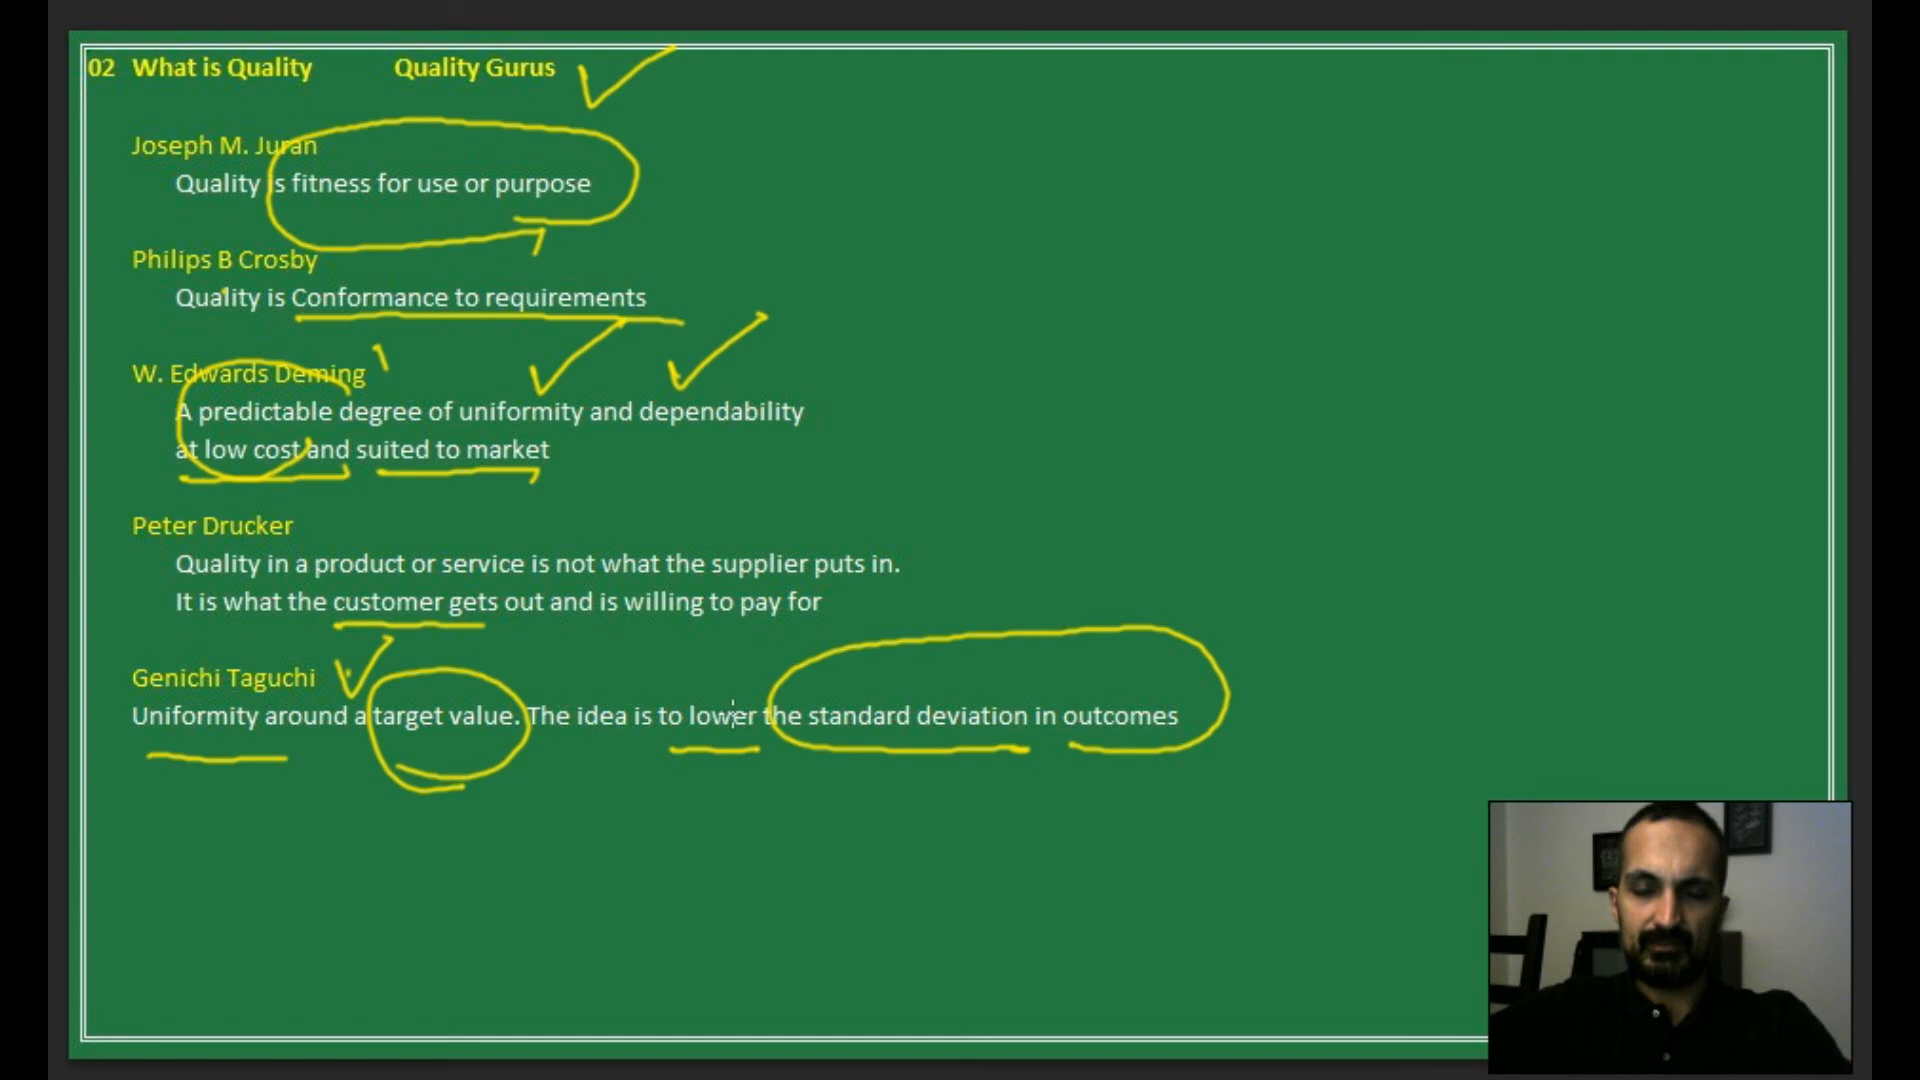 02 What is Quality Quality Gurus
Joseph M. Juran
Quality is fitness for use or purpose
Philips B Crosby
Quality is Conformance to requirements
W. Edwards Deming
A predictable degree of uniformity and dependability
at low cost and suited to market
Peter Drucker
Quality in a product or service is not what the supplier puts in.
It is what the customer gets out and is willing to pay for
Genichi Taguchi
Uniformity around a target value. The idea is to lower the standard deviation in outcomes